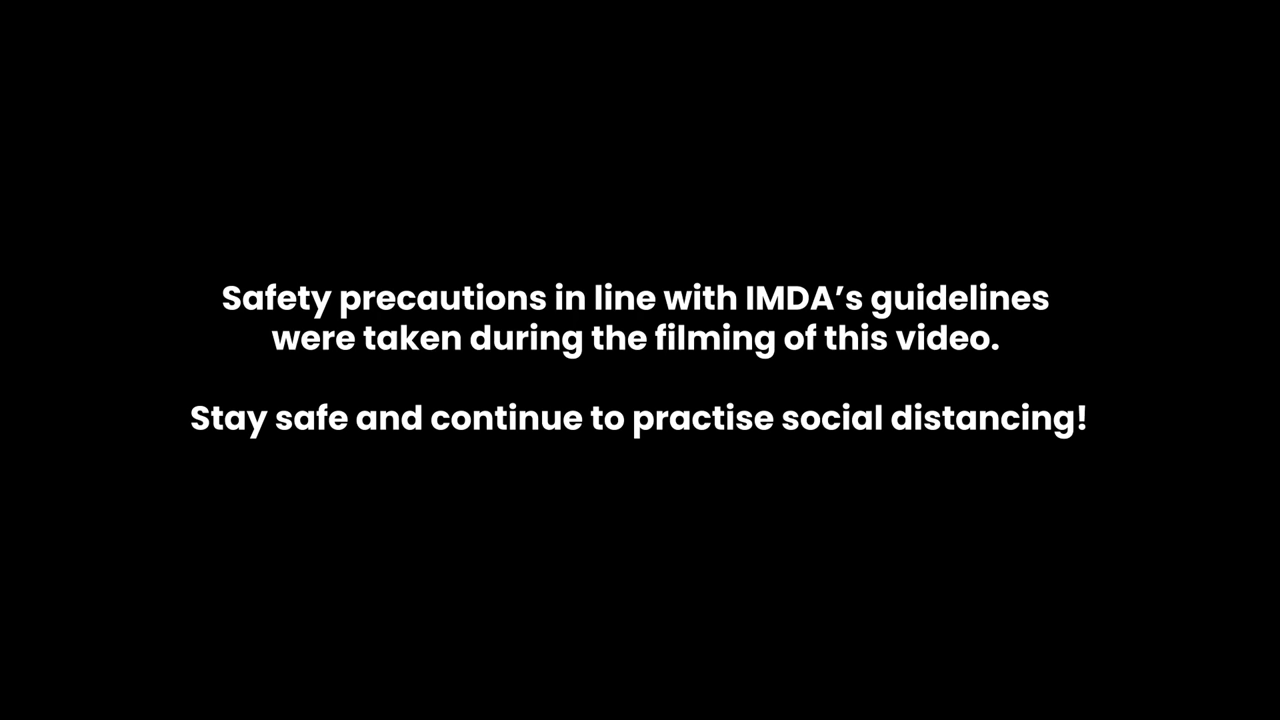 Safety precautions in line with IMDA’s guidelines
were taken during the filming of this video.
Stay safe and continue to practise social distancing!